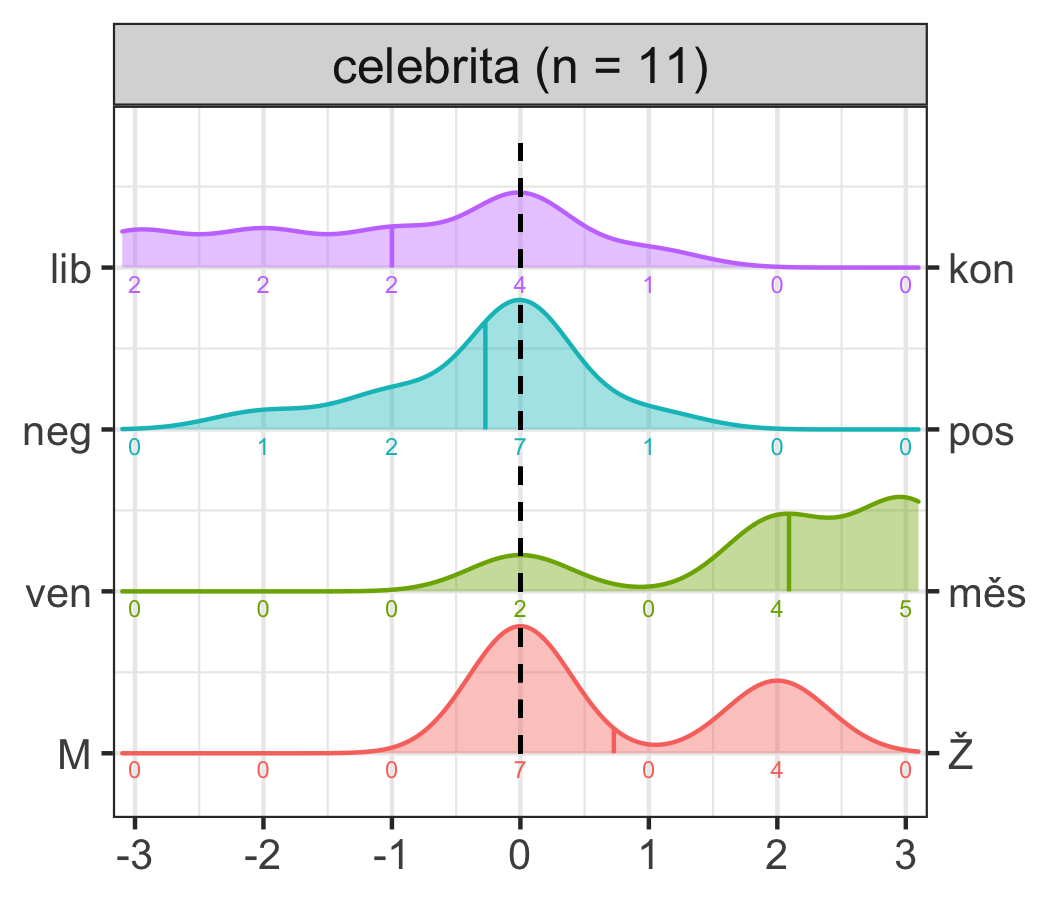 celebrita (n = 11)
lib kon
2 2 2 4 1 0 0
neg pos
0 1 2 7 1 0 0
ven měs
0 0 0 2 0 4 5
M Ž
0 0 0 7 0 4 0
-3 -2 -1 0 1 2 3